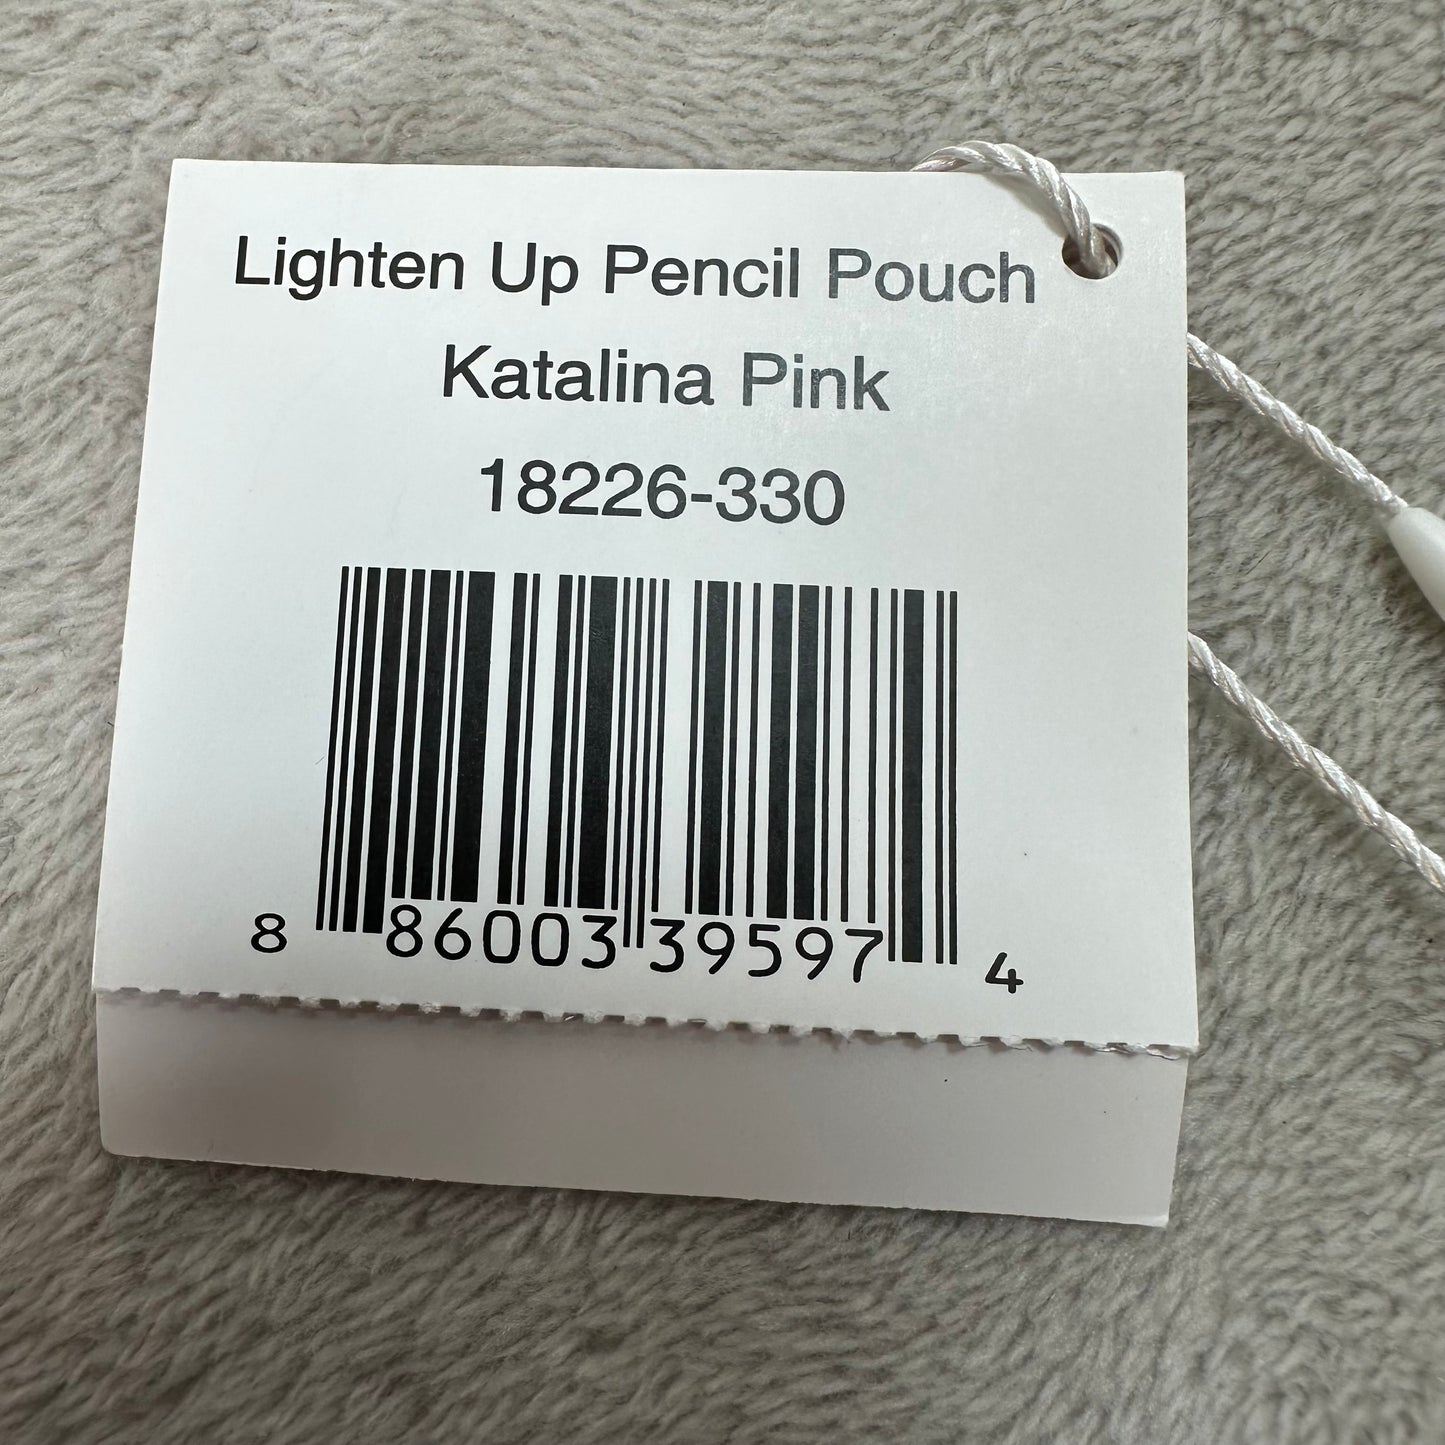 Lighten Up Pencil Pouch
Katalina Pink
18226-330
8 86003 39597 4